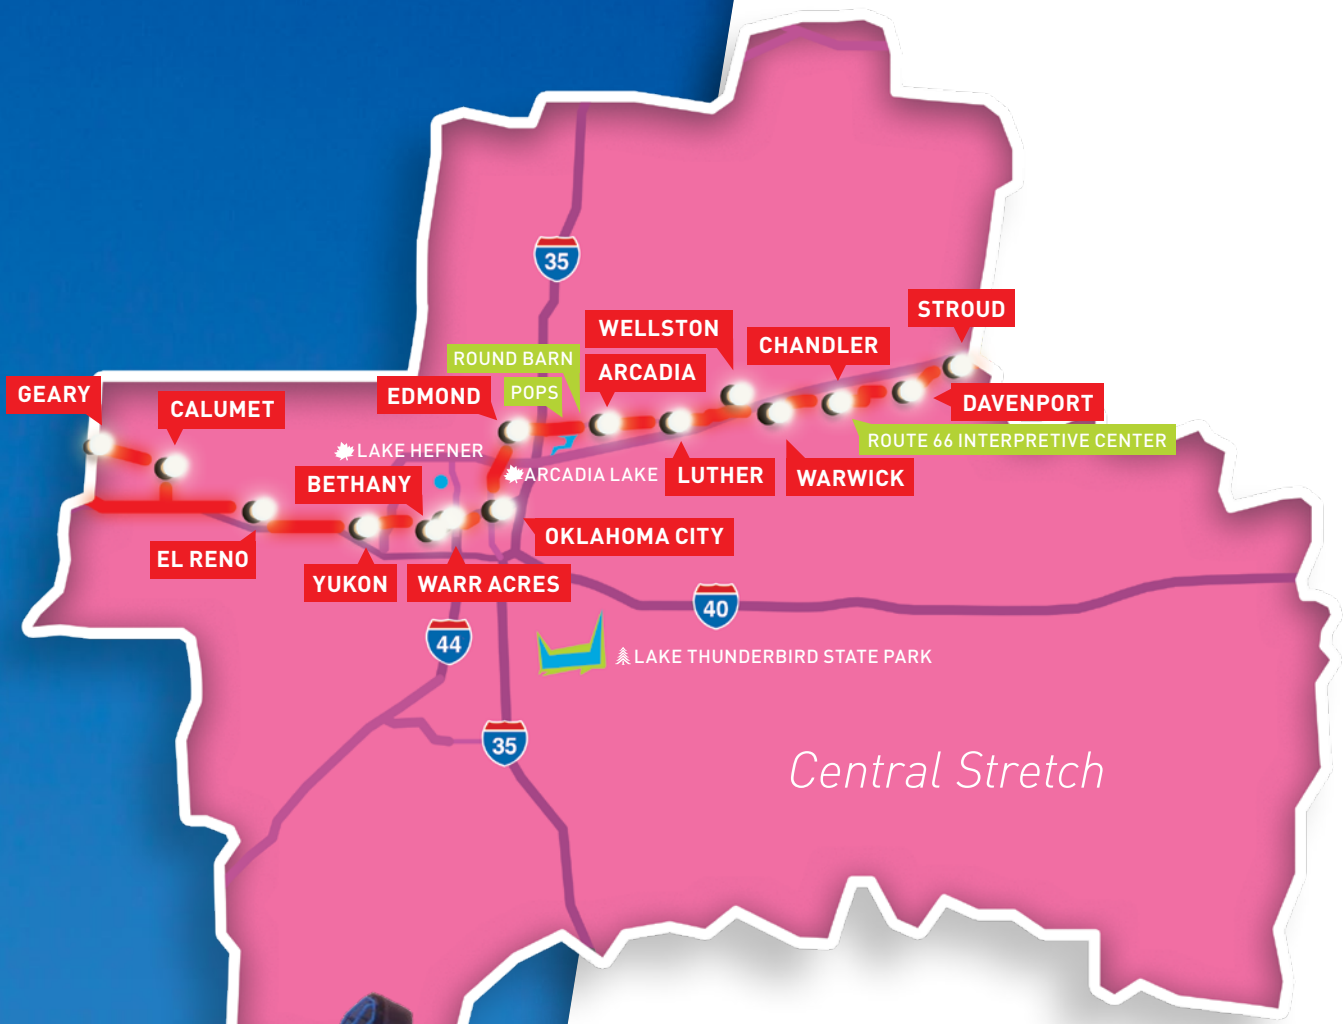 35
STROUD
WELLSTON
CHANDLER
ROUND BARN
ARCADIA
GEARY
EDMOND
POPS
CALUMET
DAVENPORT
ROUTE 66 INTERPRETIVE CENTER
LAKE HEFNER
ARCADIA LAKE
LUTHER
WARWICK
BETHANY
OKLAHOMA CITY
EL RENO
YUKON
WARR ACRES
40
44
LAKE THUNDERBIRD STATE PARK
35
Central Stretch